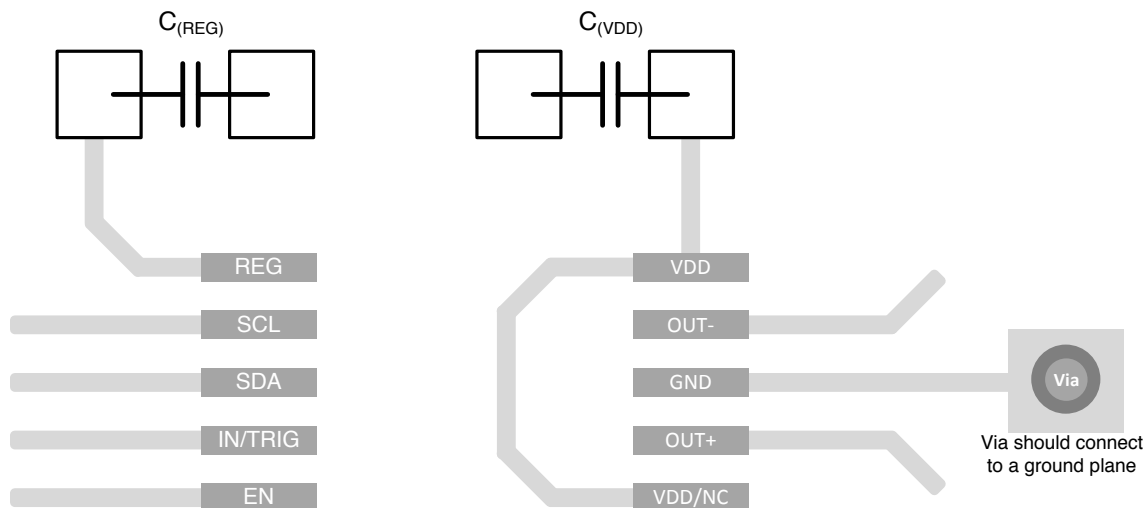 C(REG)
C(VDD)
REG
VDD
SCL
OUT-
SDA
GND
Via
IN/TRIG
OUT+
Via should connect
to a ground plane
EN
VDD/NC